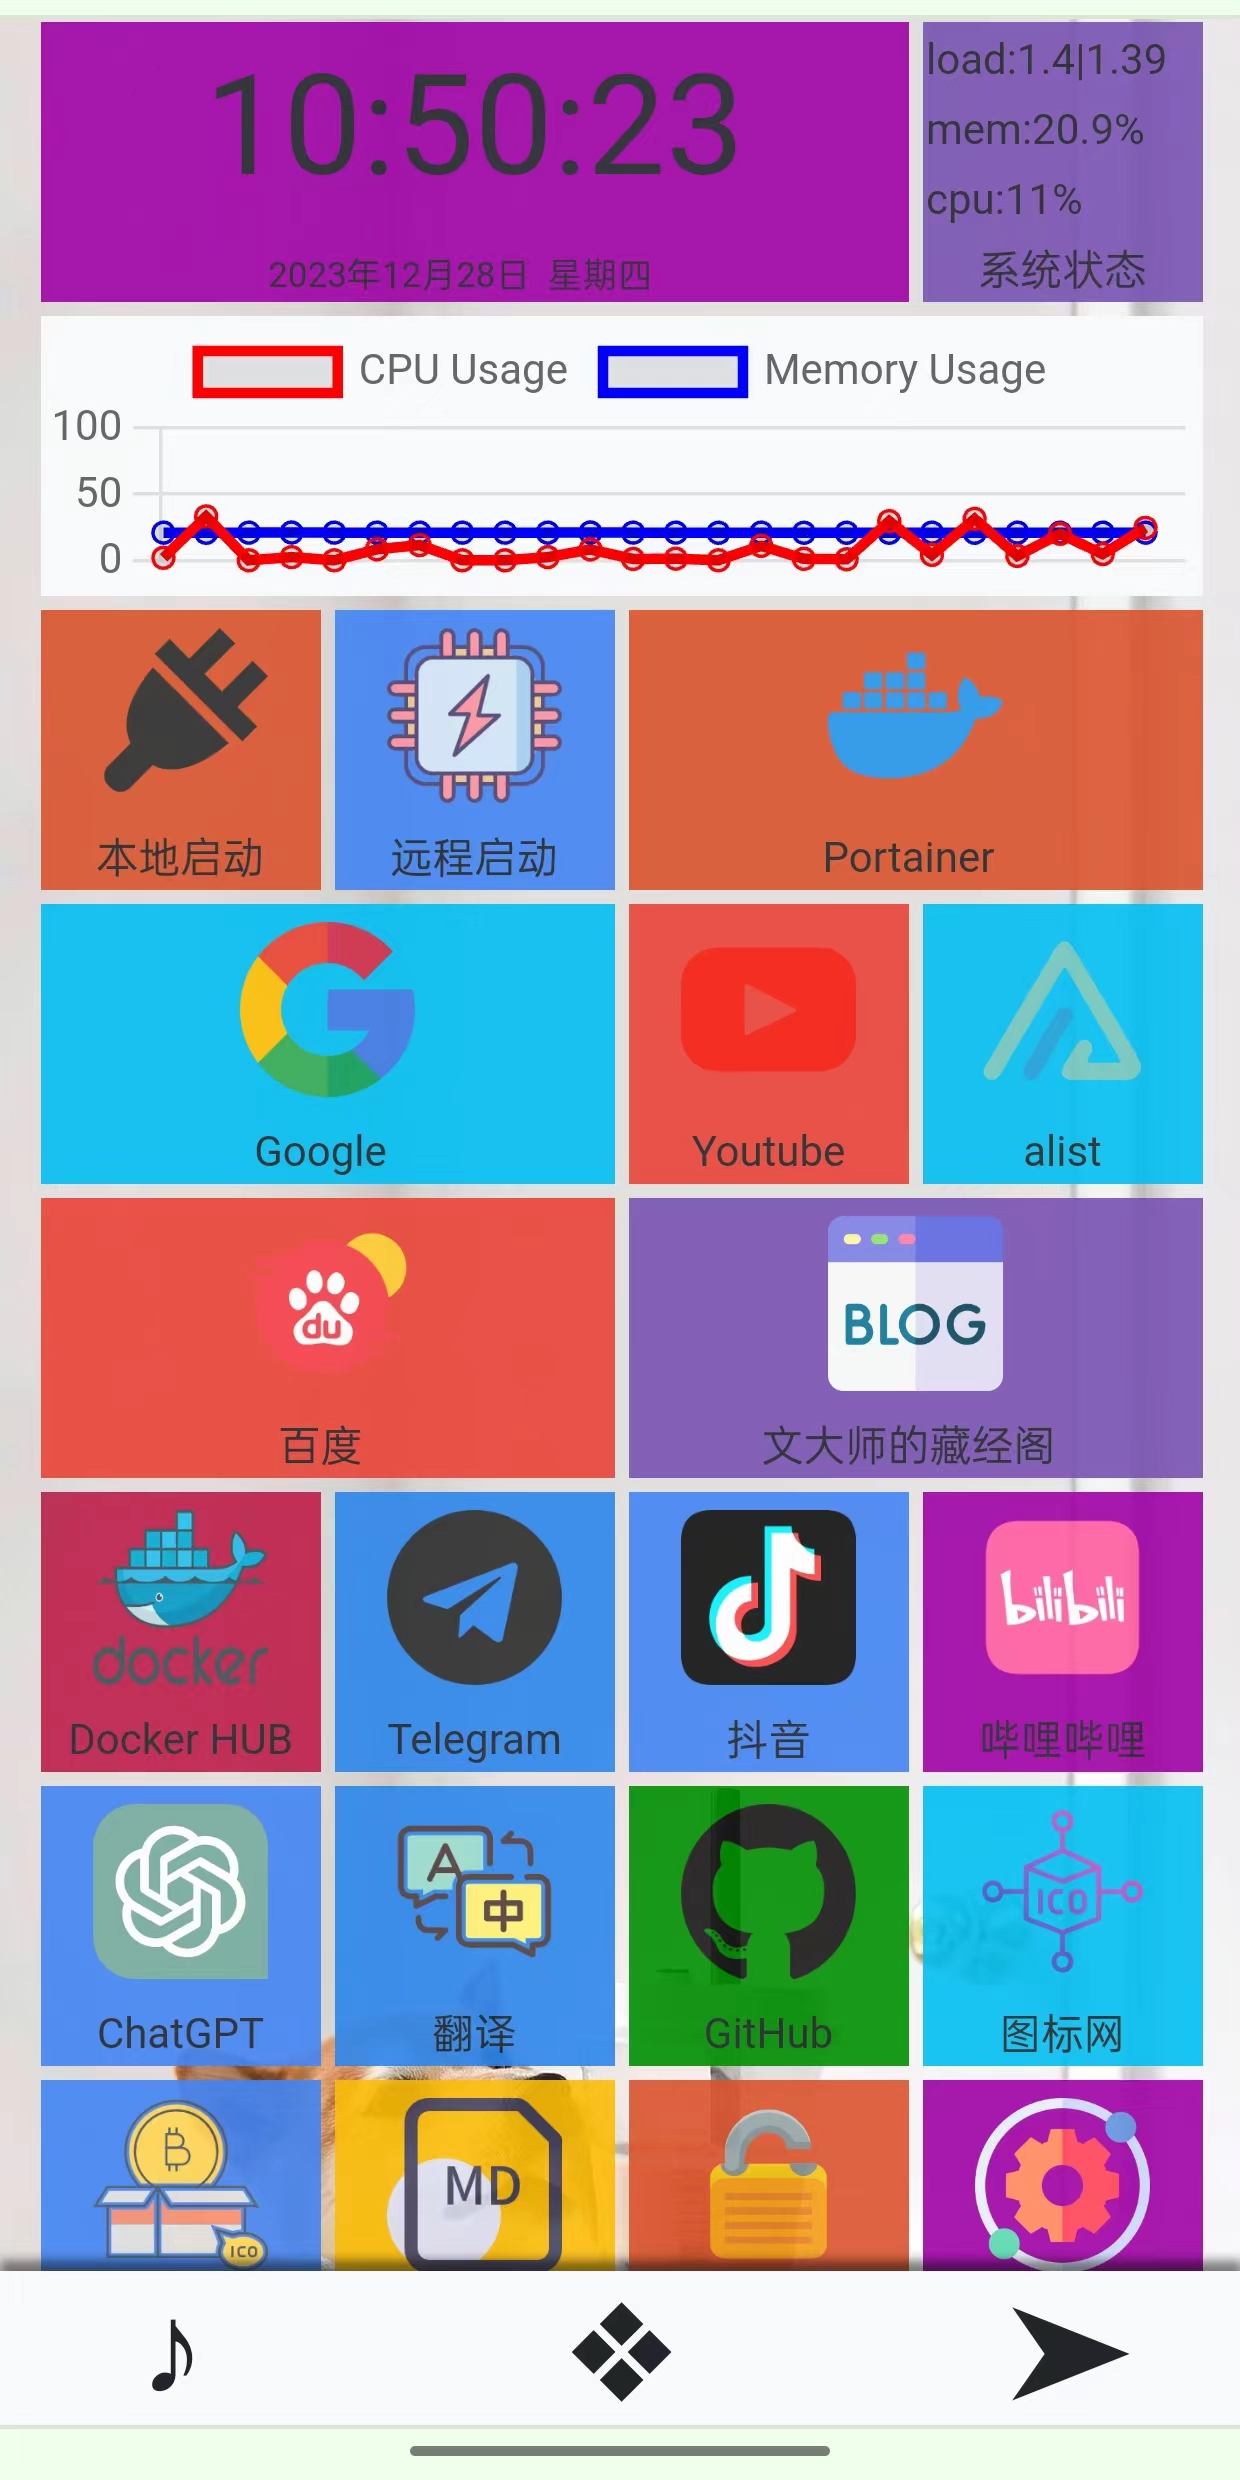 10:50:23
2023年12月28日 星期四
load:1.4|1.39
mem:20.9%
cpu:11%
系统状态
CPU Usage
Memory Usage
100
50
0
本地启动
远程启动
Portainer
Google
Youtube
alist
du
百度
BLOG
文大师的藏经阁
docker
Docker HUB
Telegram
抖音
bilibili
哔哩哔哩
ChatGPT
A
中
翻译
GitHub
ICO
图标网
B
ICO
MD